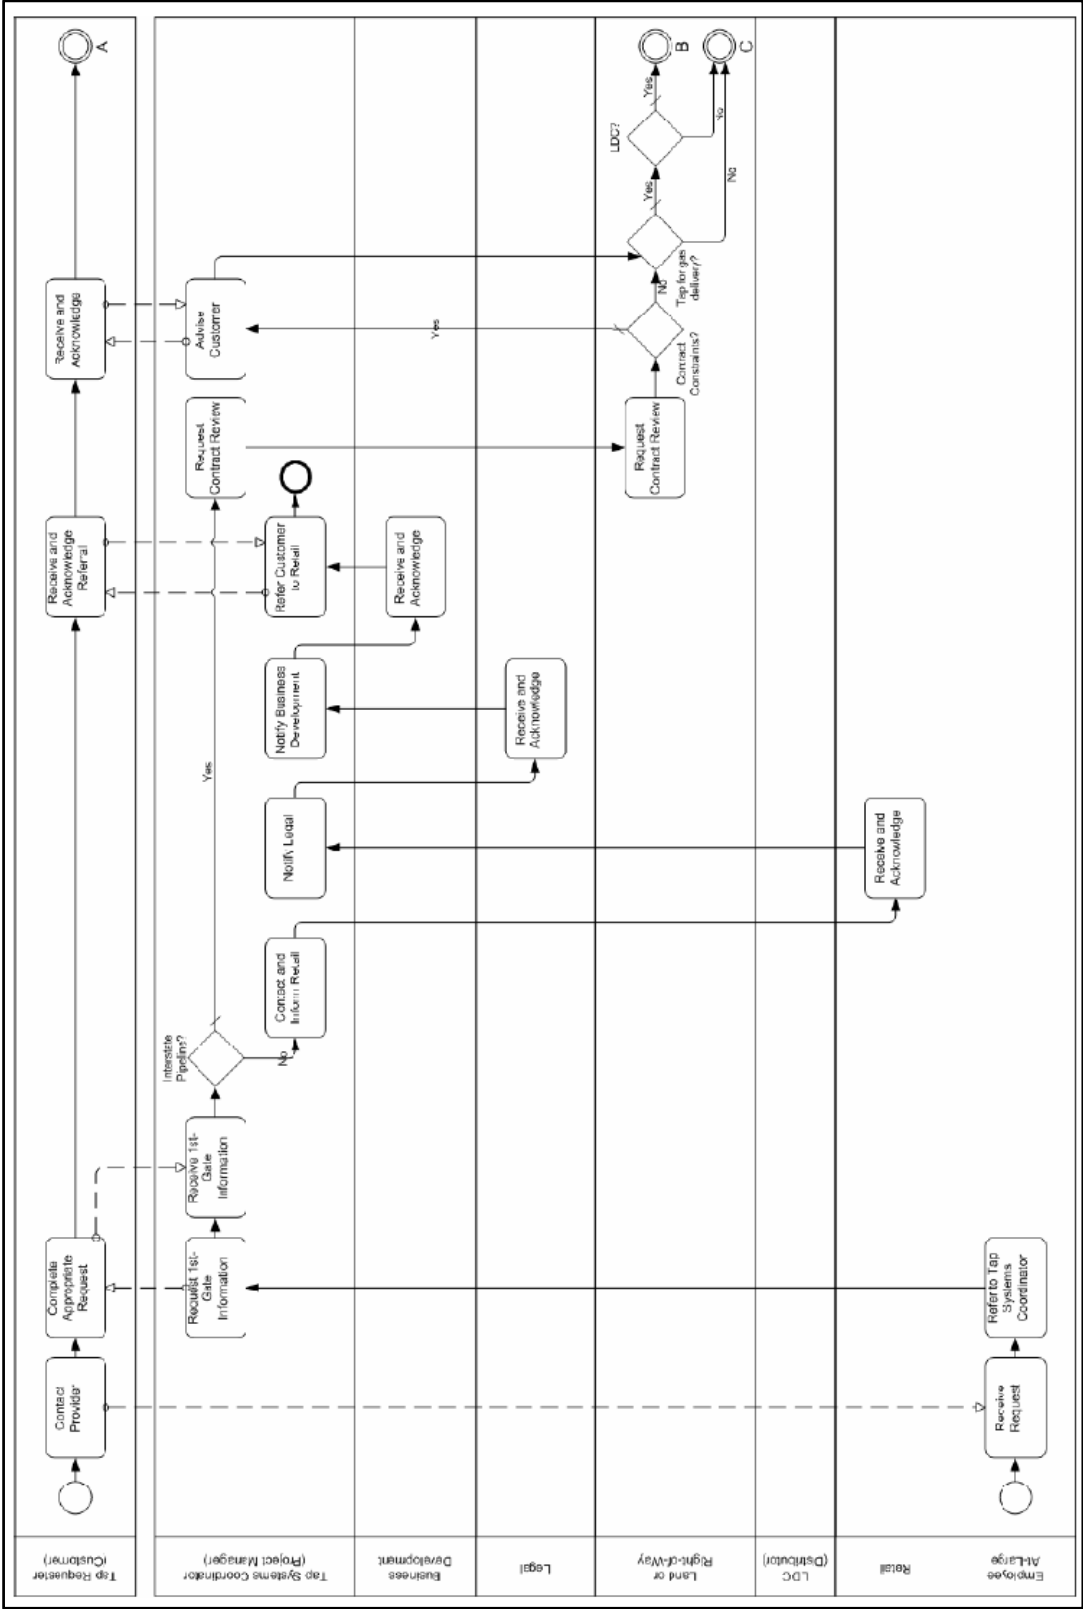 Tap Requester
(Customer)
Contact
Provider
Complete
Appropriate
Request
Receive and
Acknowledge
Referral
Receive and
Acknowledge
A
Tap Systems Coordinator
(Project Manager)
Request 1st-
Gate
Information
Receive 1st-
Gate
Information
Interstate
Pipeline?
Yes
No
Contact and
Inform Retail
Notify Legal
Notify Business
Development
Refer Customer
to Retail
Request
Contract Review
Advise
Customer
Business
Development
Receive and
Acknowledge
Yes
Legal
Receive and
Acknowledge
Land or
Right-of-Way
Request
Contract Review
Contract
Constraints?
No
Tap for gas
delivery?
Yes
LDC?
Yes
B
No
No
C
LDC
(Distributor)
Retail
Receive and
Acknowledge
Employee
At-Large
Receive
Request
Refer to Tap
Systems
Coordinator